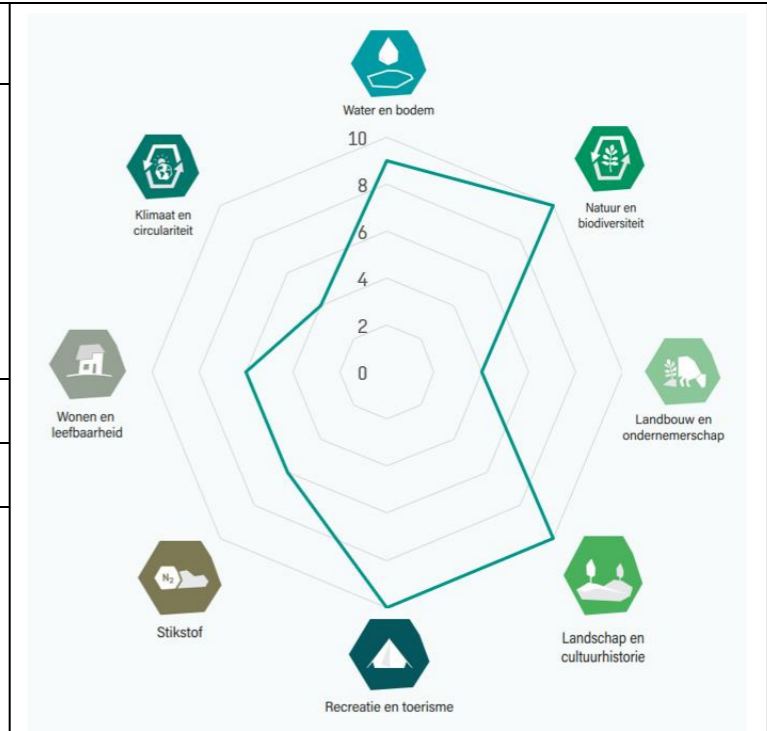 Water en bodem
10
8
6
4
2
0
Natuur en
biodiversiteit
Landbouw en
ondernemerschap
Landschap en
cultuurhistorie
Recreatie en toerisme
N2
Stikstof
Wonen en
leefbaarheid
Klimaat en
circulariteit